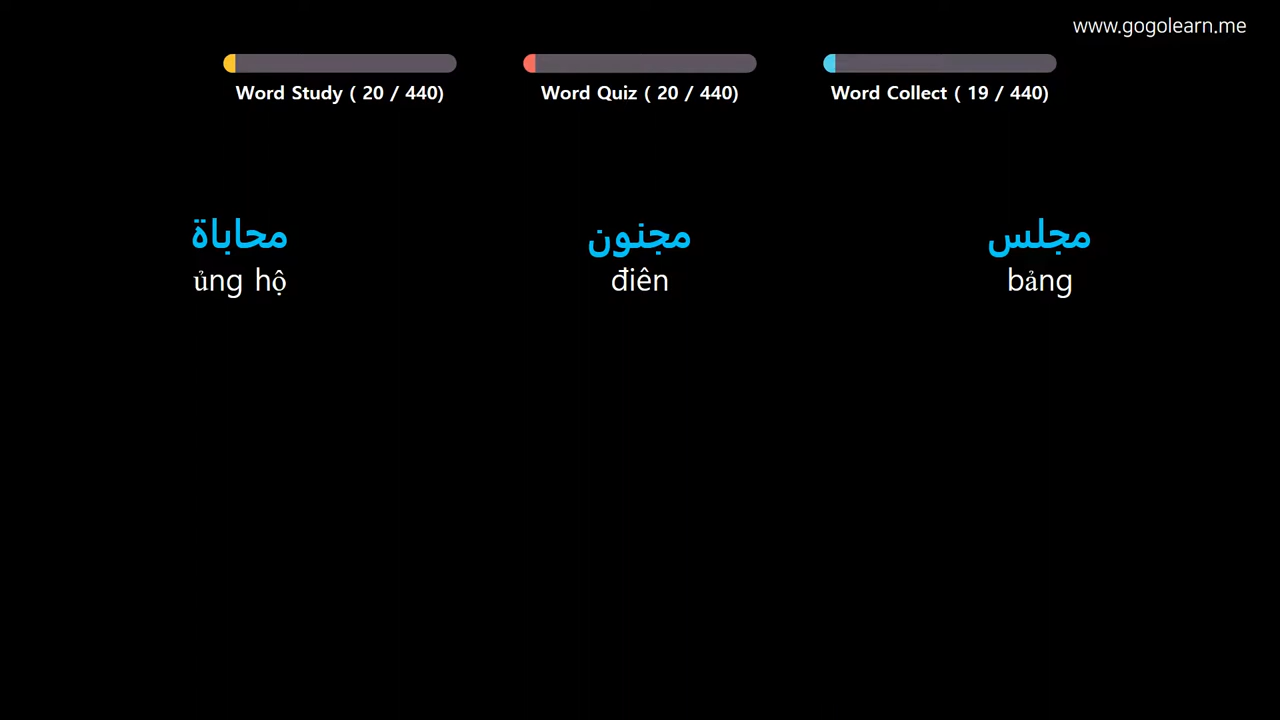 www.gogolearn.me
Word Study ( 20 / 440)
Word Quiz ( 20 / 440)
Word Collect ( 19 / 440)
محاباة
ủng hộ
مجنون
điên
مجلس
bảng